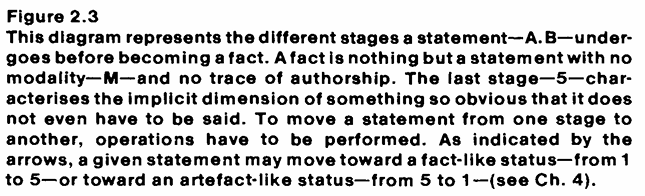 Figure 2.3
This diagram represents the different stages a statement—A.B—under-
goes before becoming a fact. A fact is nothing but a statement with no
modality—M—and no trace of authorship. The last stage—5—char-
acterises the implicit dimension of something so obvious that it does
not even have to be said. To move a statement from one stage to
another, operations have to be performed. As indicated by the
arrows, a given statement may move toward a fact-like status—from 1
to 5—or toward an artefact-like status—from 5 to 1—(see Ch. 4).